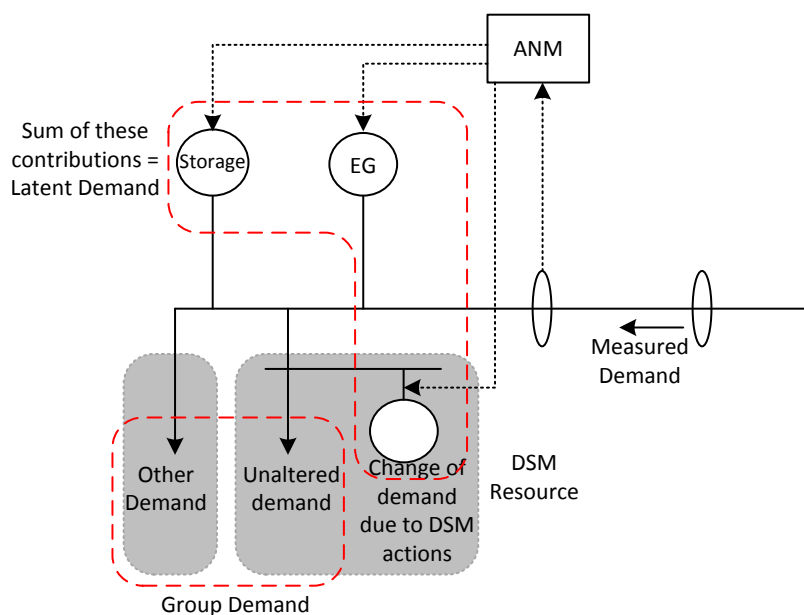 ANM
Sum of these
contributions =
Latent Demand
Storage
EG
Measured
Demand
Other
Demand
Unaltered
demand
Change of
demand
due to DSM
actions
DSM
Resource
Group Demand